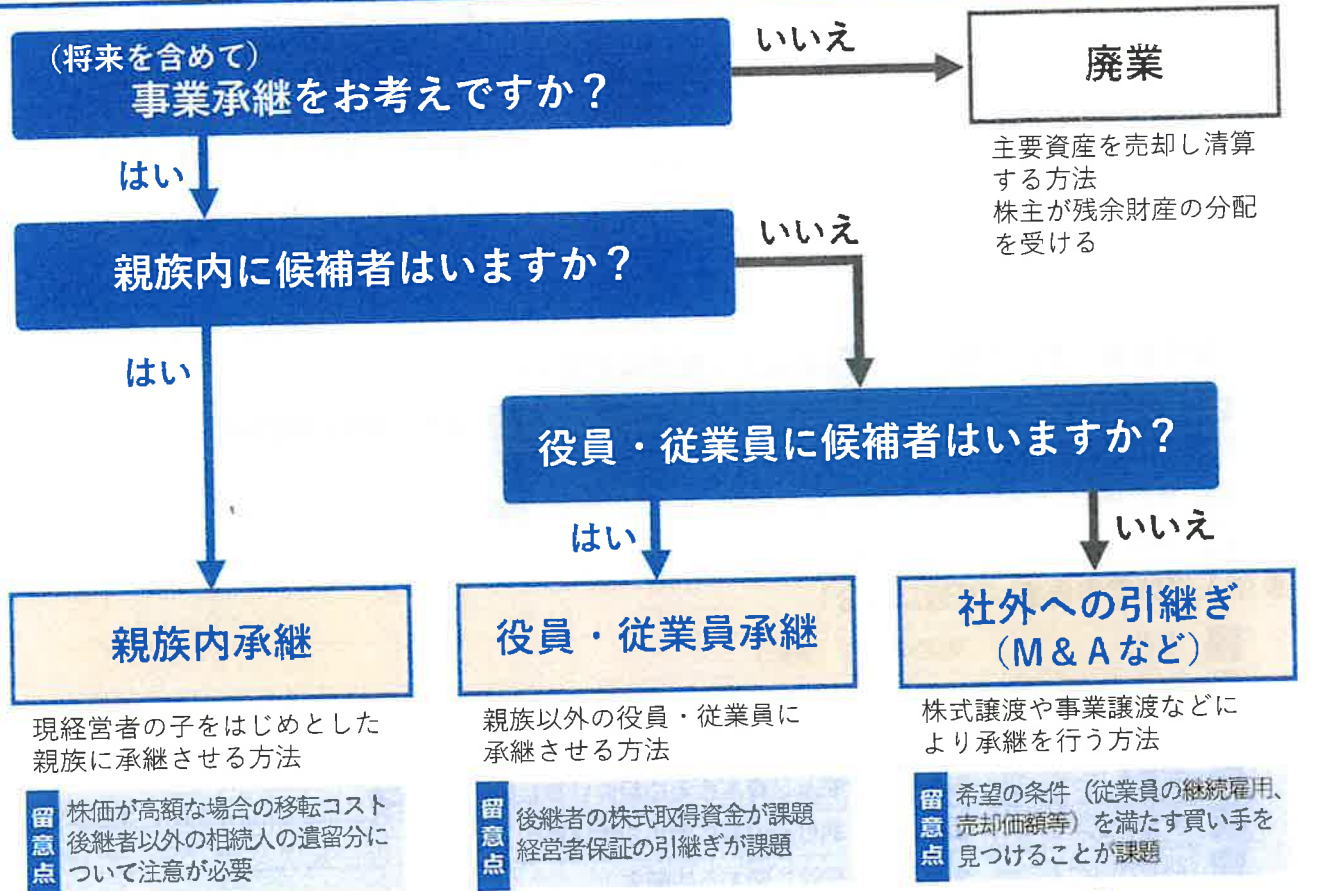 (将来を含めて)
事業承継をお考えですか？
いいえ
廃業
主要資産を売却し清算
する方法
株主が残余財産の分配
を受ける
はい
親族内に候補者はいますか？
いいえ
はい
役員・従業員に候補者はいますか？
はい
いいえ
親族内承継
現経営者の子をはじめとした
親族に承継させる方法
留意点
株価が高額な場合の移転コスト
後継者以外の相続人の遺留分に
ついて注意が必要
役員・従業員承継
親族以外の役員・従業員に
承継させる方法
留意点
後継者の株式取得資金が課題
経営者保証の引継ぎが課題
社外への引継ぎ
(M&Aなど)
株式譲渡や事業譲渡などに
より承継を行う方法
留意点
希望の条件（従業員の継続雇用、
売却価額等）を満たす買い手を
見つけることが課題